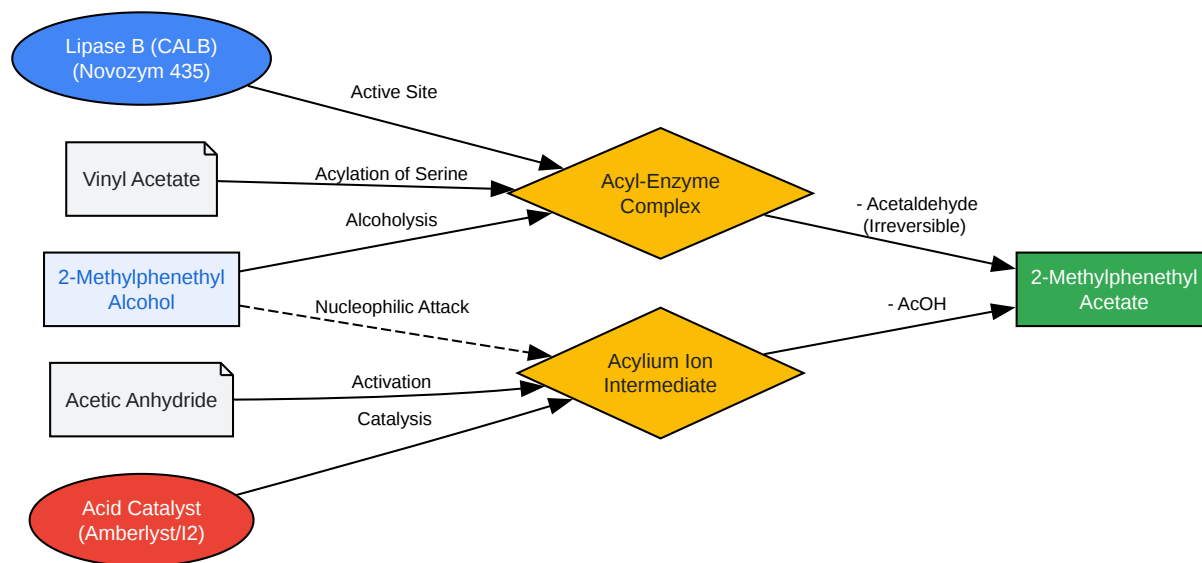 Lipase B (CALB)
(Novozym 435)
Active Site
Vinyl Acetate
Acylation of Serine
Acyl-Enzyme
Complex
Alcoholysis
- Acetaldehyde
(Irreversible)
2-Methylphenethyl
Alcohol
2-Methylphenethyl
Acetate
Nucleophilic Attack
- AcOH
Acylium Ion
Intermediate
Activation
Acetic Anhydride
Catalysis
Acid Catalyst
(Amberlyst/I2)